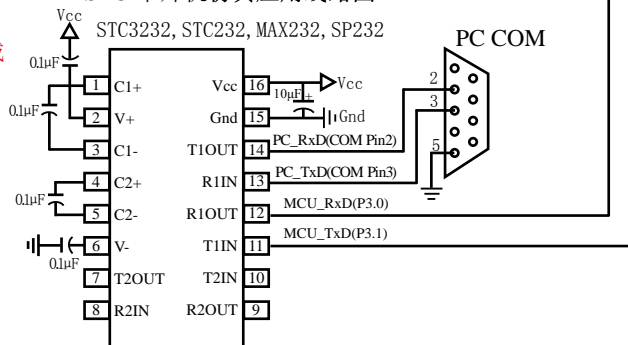 Vcc
STC3232, STC232, MAX232, SP232
PC COM
0.1μF
1 C1+ Vcc 16 Vcc
10μF +
0.1μF
2 V+ Gnd 15 Gnd
2
3
5
3 C1- T1OUT 14 PC_RxD(COM Pin2)
4 C2+ R1IN 13 PC_TxD(COM Pin3)
0.1μF
5 C2- R1OUT 12 MCU_RxD(P3.0)
6 V- T1IN 11 MCU_TxD(P3.1)
0.1μF
7 T2OUT T2IN 10
8 R2IN R2OUT 9